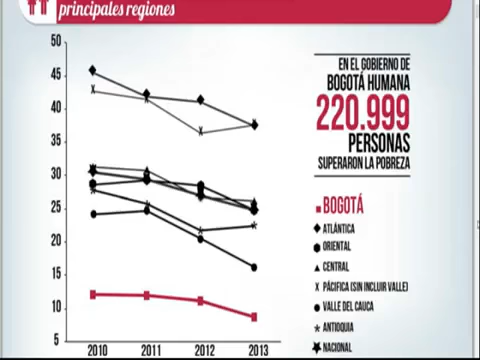 principales regiones
50
45
40
35
30
25
20
15
10
5
2010 2011 2012 2013
EN EL GOBIERNO DE
BOGOTÁ HUMANA
220.999
PERSONAS
SUPERARON LA POBREZA
BOGOTÁ
ATLÁNTICA
ORIENTAL
CENTRAL
PÁCIFICA (SIN INCLUIR VALLE)
VALLE DEL CAUCA
ANTIOQUIA
NACIONAL